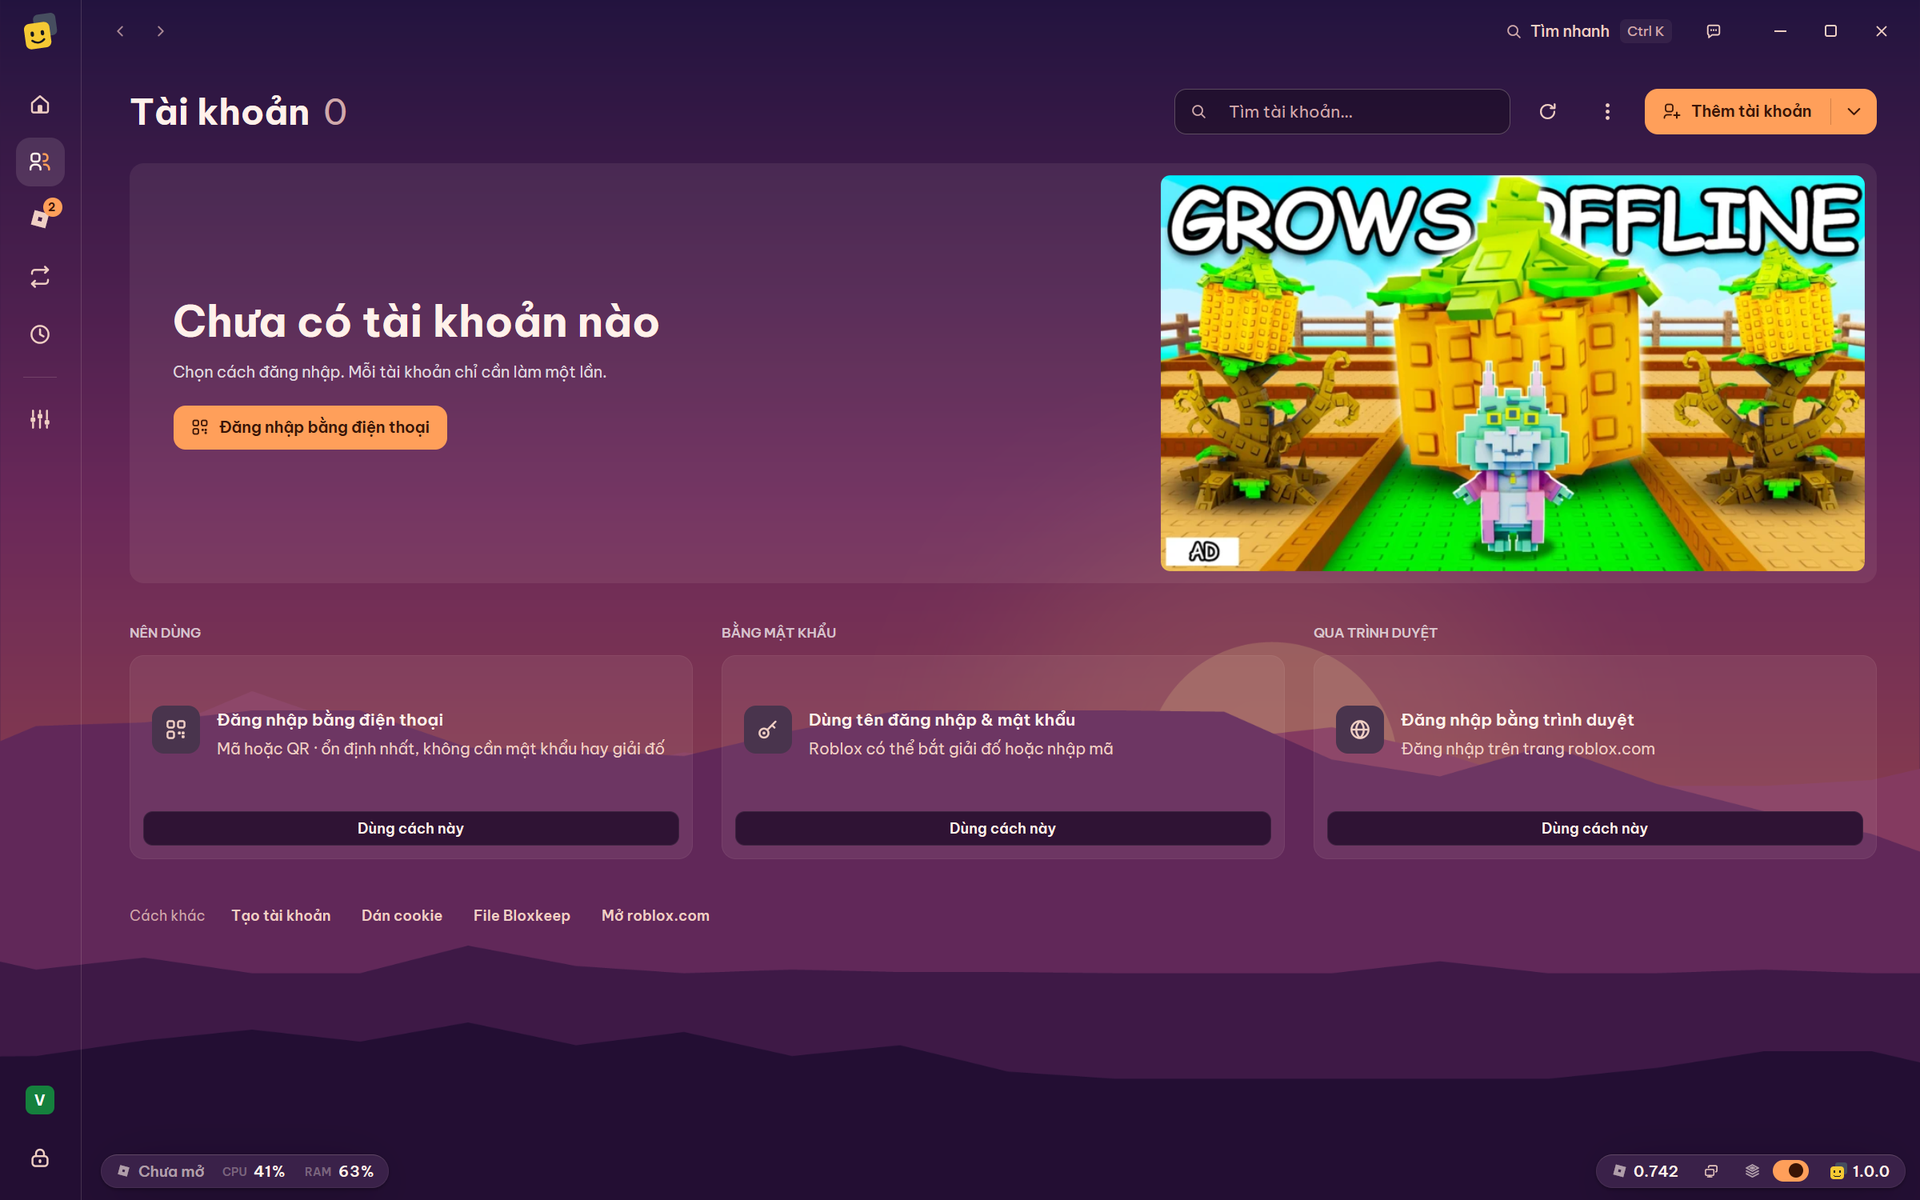 Tìm nhanh Ctrl K
Tài khoản 0
Tìm tài khoản...
Thêm tài khoản
2
Chưa có tài khoản nào
Chọn cách đăng nhập. Mỗi tài khoản chỉ cần làm một lần.
Đăng nhập bằng điện thoại
GROWS OFFLINE
AD
NÊN DÙNG
Đăng nhập bằng điện thoại
Mã hoặc QR · ổn định nhất, không cần mật khẩu hay giải đố
Dùng cách này
BẰNG MẬT KHẨU
Dùng tên đăng nhập & mật khẩu
Roblox có thể bắt giải đố hoặc nhập mã
Dùng cách này
QUA TRÌNH DUYỆT
Đăng nhập bằng trình duyệt
Đăng nhập trên trang roblox.com
Dùng cách này
Cách khác Tạo tài khoản Dán cookie File Bloxkeep Mở roblox.com
V
Chưa mở CPU 41% RAM 63%
0.742 1.0.0